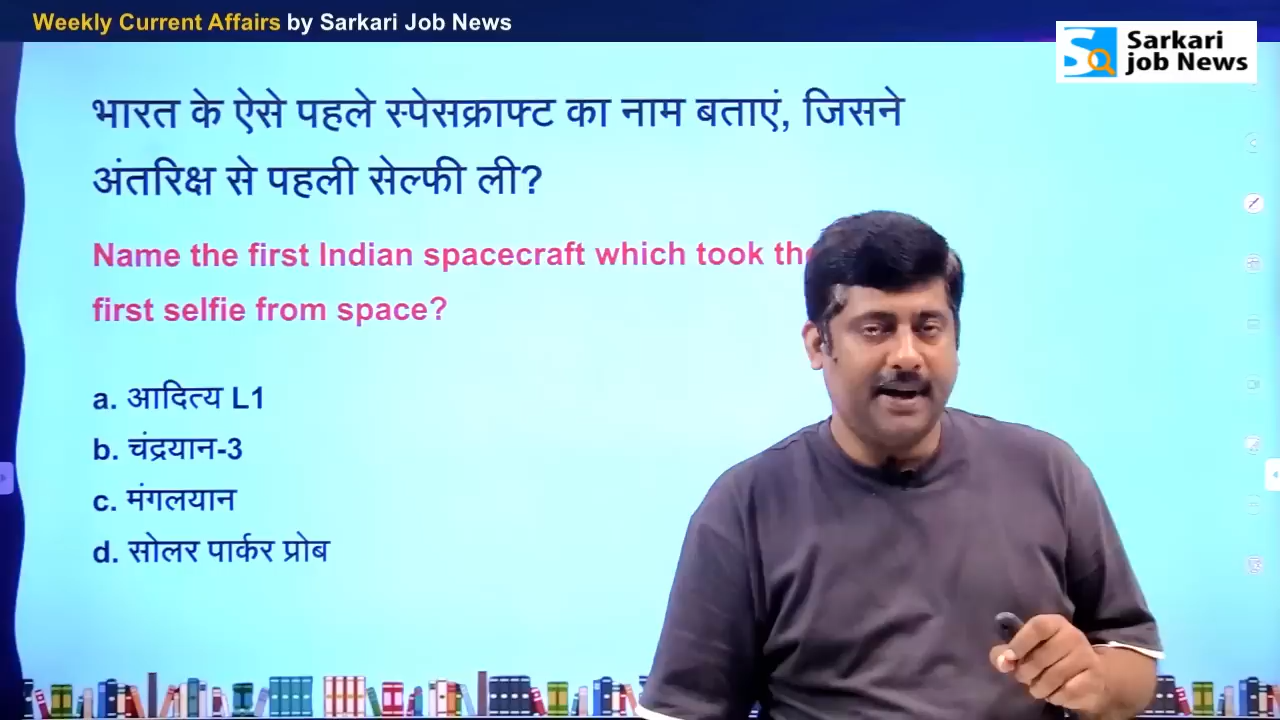 Weekly Current Affairs by Sarkari Job News
Sarkari
job News
भारत के ऐसे पहले स्पेसक्राफ्ट का नाम बताएं, जिसने
अंतरिक्ष से पहली सेल्फी ली?
Name the first Indian spacecraft which took the
first selfie from space?
a. आदित्य L1
b. चंद्रयान-3
c. मंगलयान
d. सोलर पार्कर प्रोब